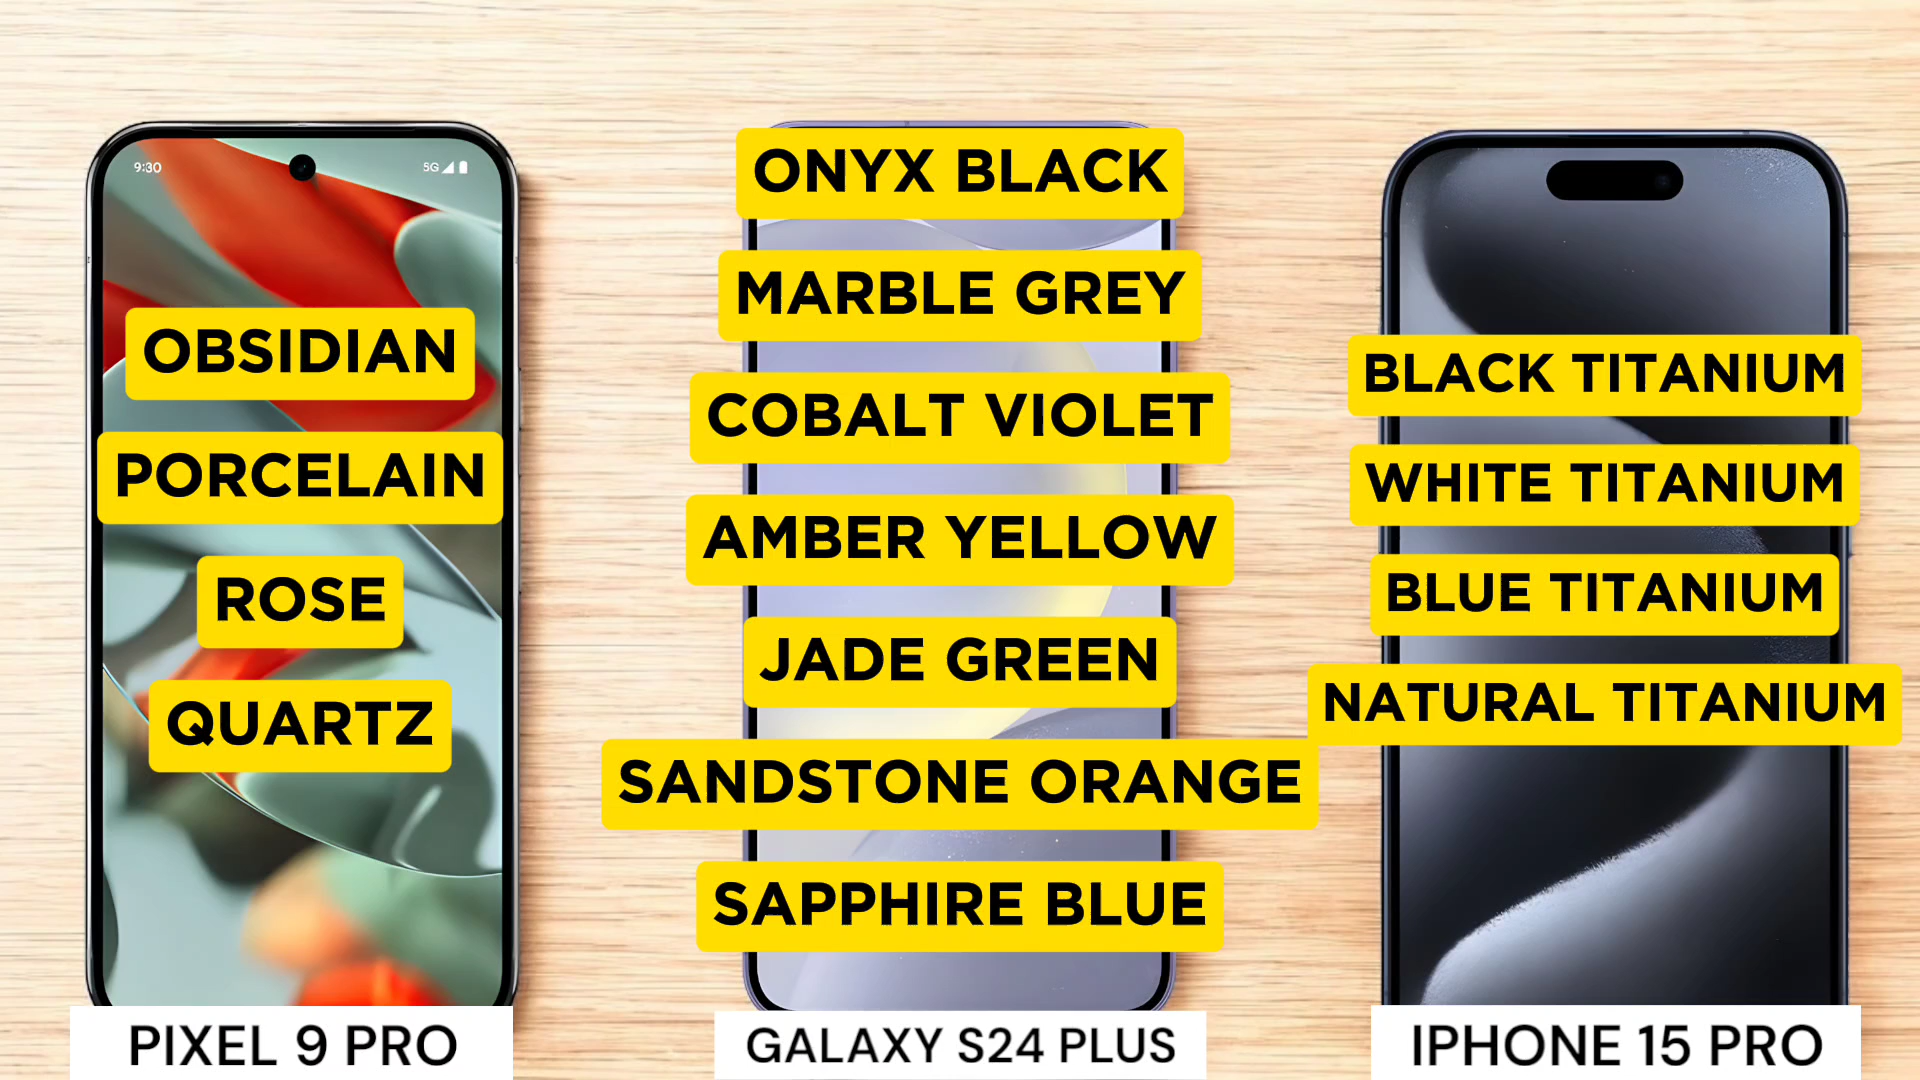 9:30
5G
OBSIDIAN
PORCELAIN
ROSE
QUARTZ
PIXEL 9 PRO
ONYX BLACK
MARBLE GREY
COBALT VIOLET
AMBER YELLOW
JADE GREEN
SANDSTONE ORANGE
SAPPHIRE BLUE
GALAXY S24 PLUS
BLACK TITANIUM
WHITE TITANIUM
BLUE TITANIUM
NATURAL TITANIUM
IPHONE 15 PRO